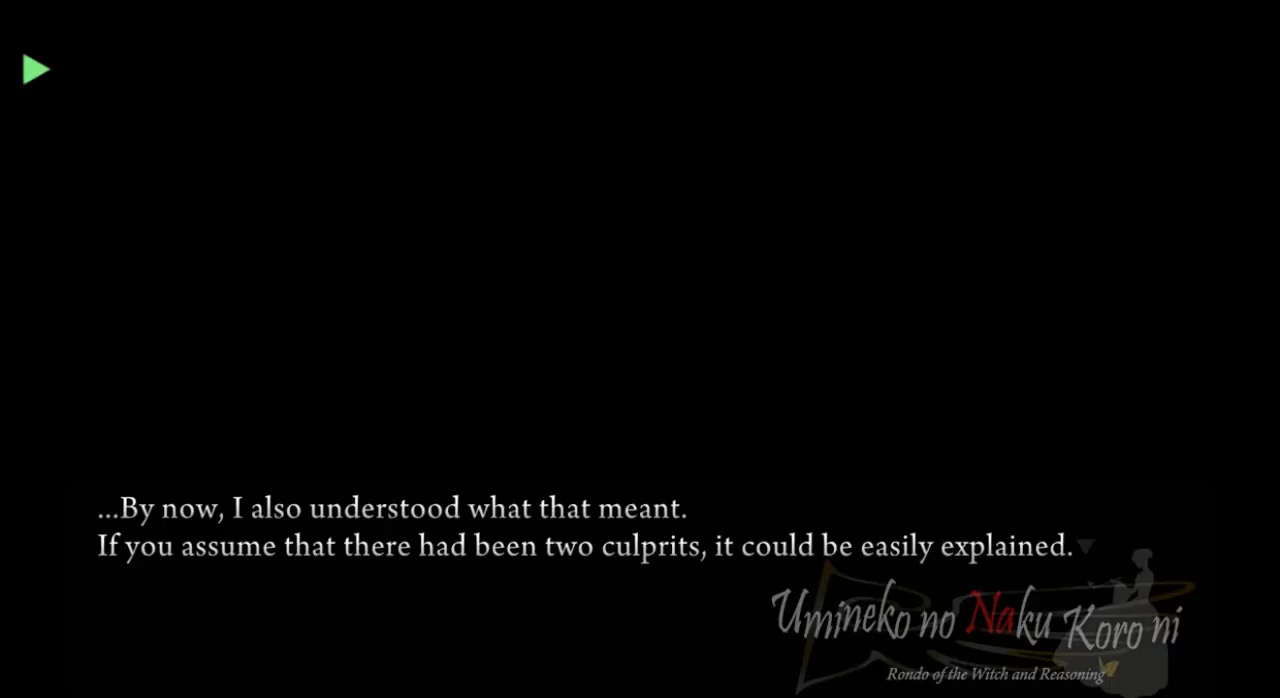 ...By now, I also understood what that meant.
If you assume that there had been two culprits, it could be easily explained.
Umineko no Naku Koro ni
Rondo of the Witch and Reasoning